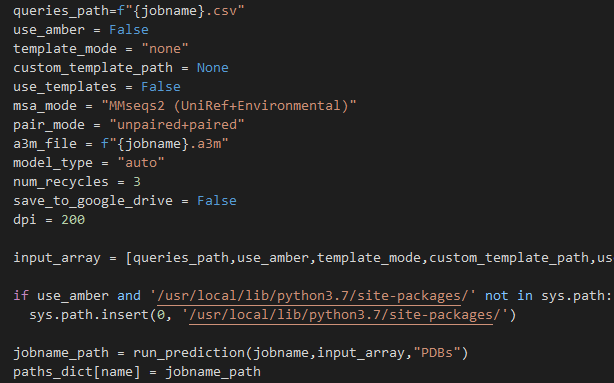 queries_path=f"{jobname}.csv"
use_amber = False
template_mode = "none"
custom_template_path = None
use_templates = False
msa_mode = "MMseqs2 (UniRef+Environmental)"
pair_mode = "unpaired+paired"
a3m_file = f"{jobname}.a3m"
model_type = "auto"
num_recycles = 3
save_to_google_drive = False
dpi = 200
input_array = [queries_path,use_amber,template_mode,custom_template_path,us
if use_amber and '/usr/local/lib/python3.7/site-packages/' not in sys.path:
  sys.path.insert(0, '/usr/local/lib/python3.7/site-packages/')
jobname_path = run_prediction(jobname,input_array,"PDBs")
paths_dict[name] = jobname_path